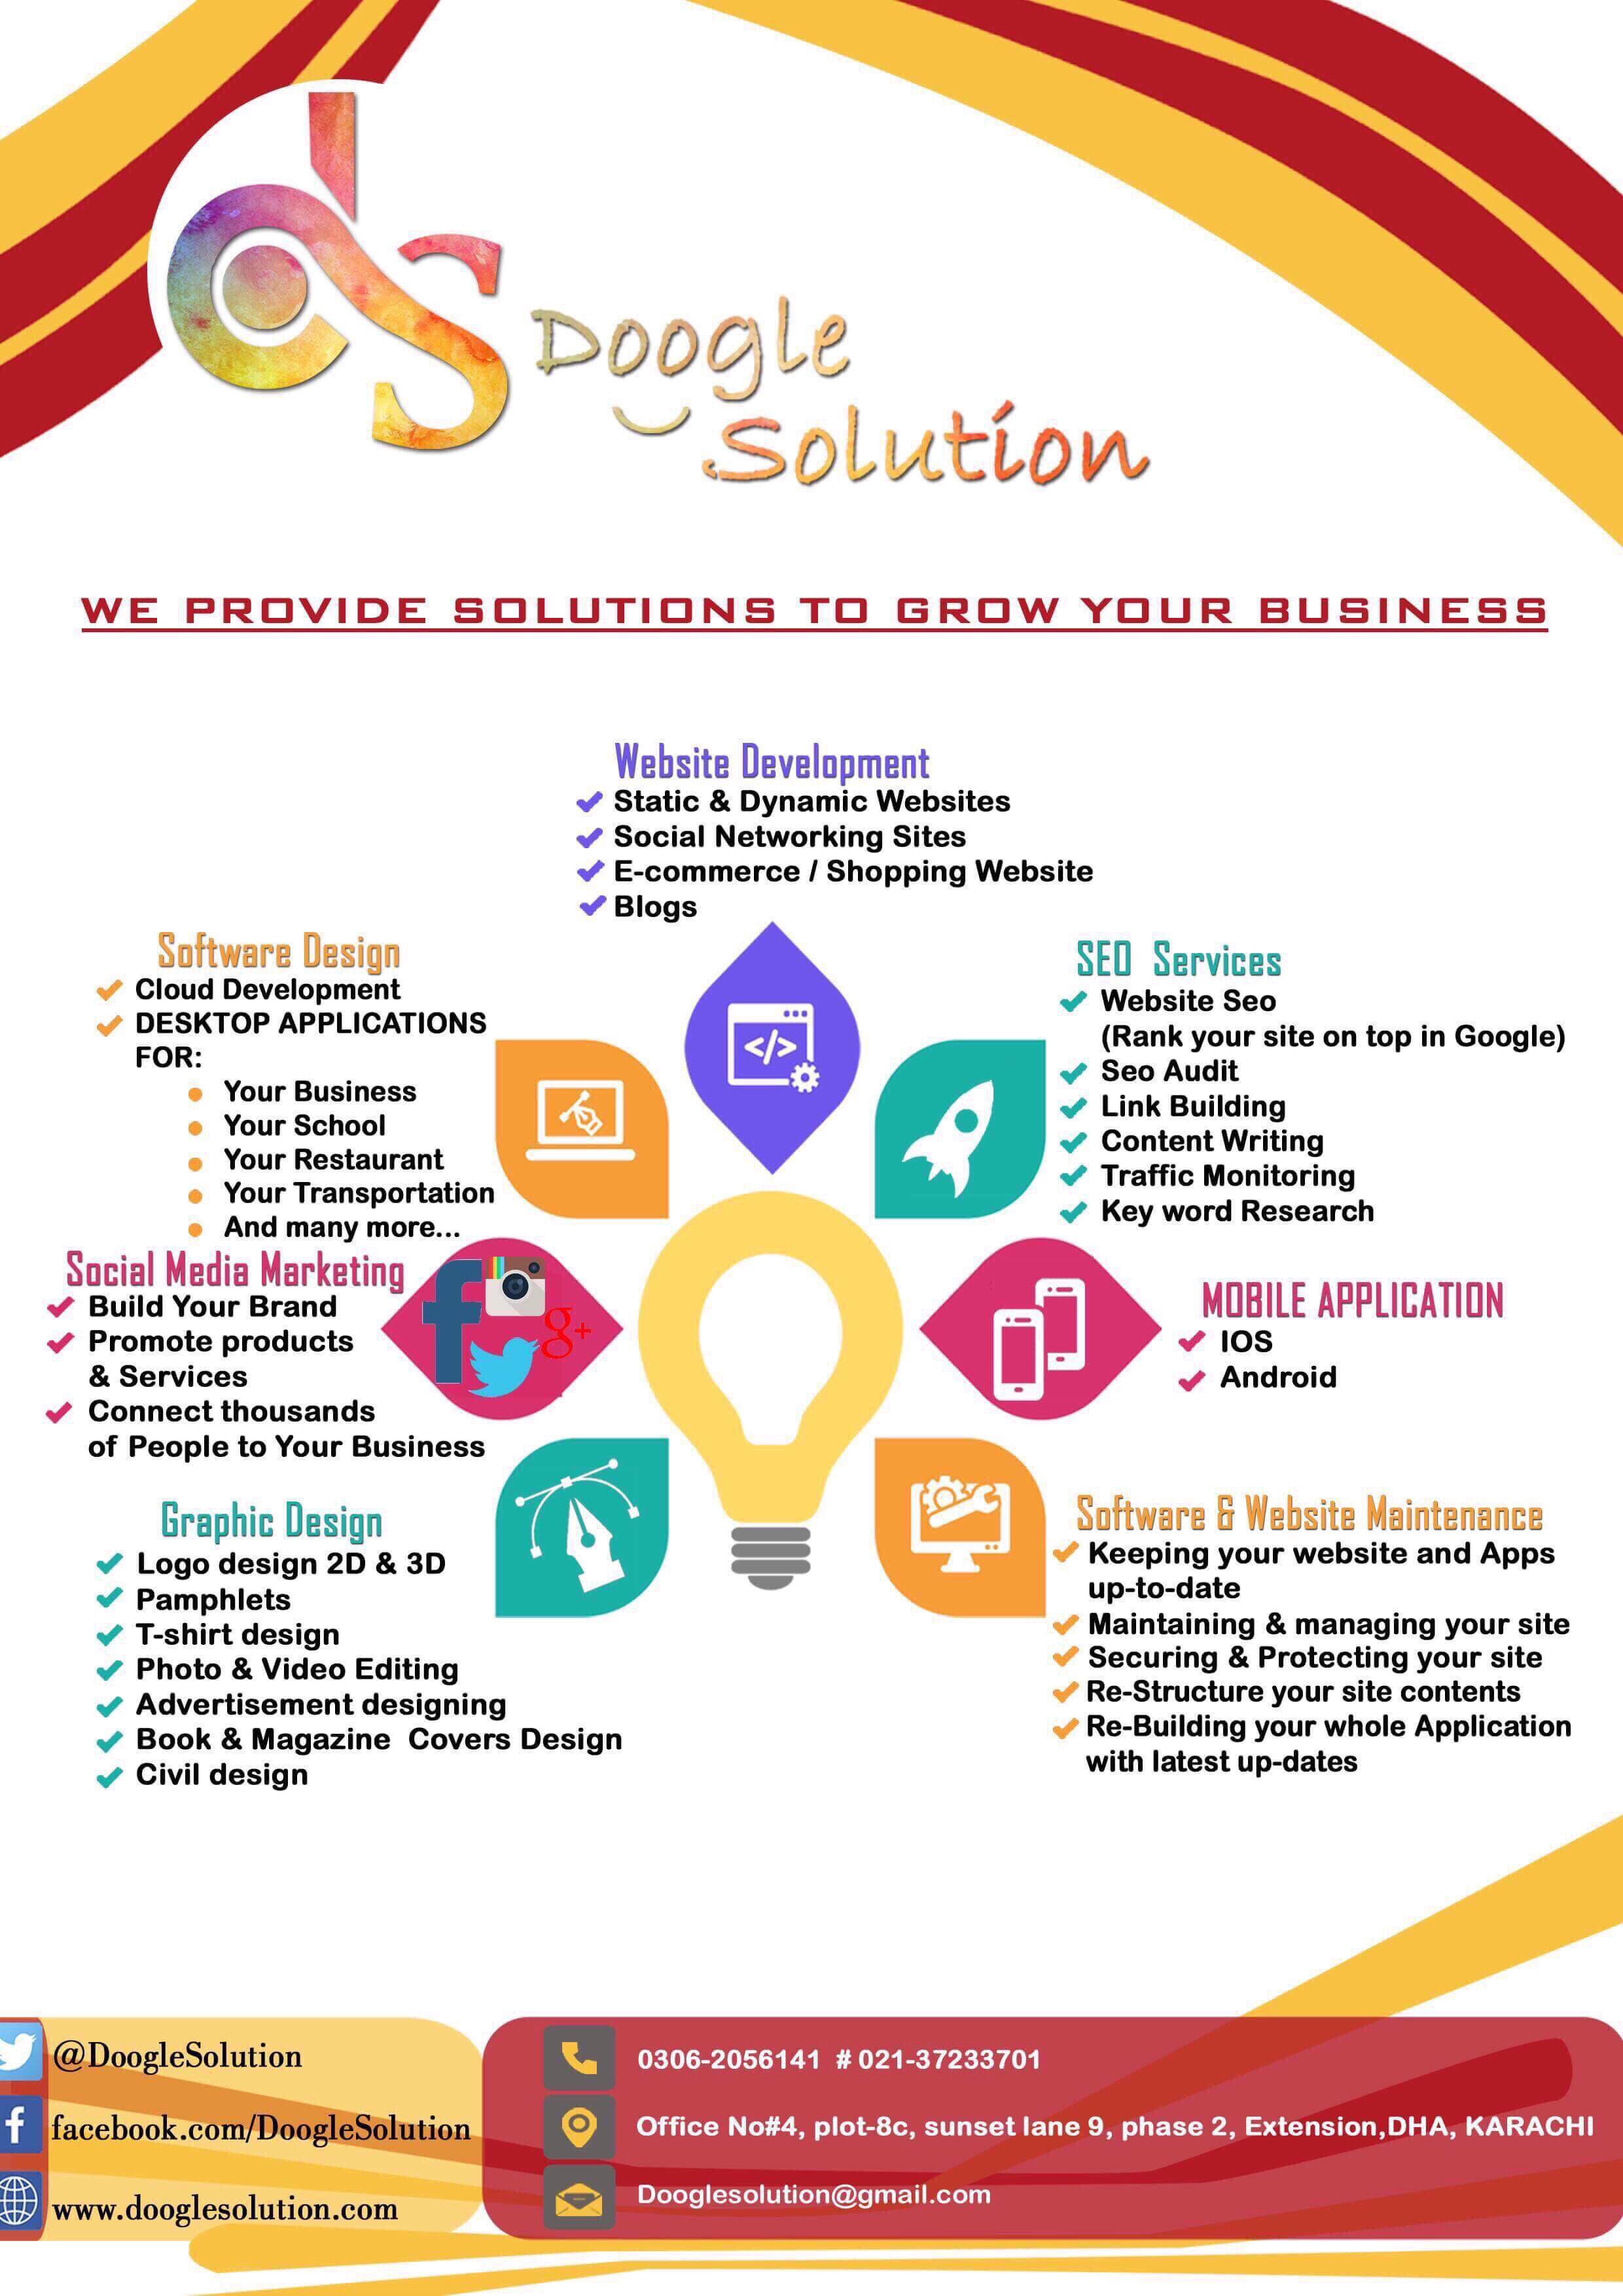 ds
Doogle
Solution
WE PROVIDE SOLUTIONS TO GROW YOUR BUSINESS
Website Development
Static & Dynamic Websites
Social Networking Sites
E-commerce / Shopping Website
Blogs
Software Design
Cloud Development
DESKTOP APPLICATIONS
FOR:
Your Business
Your School
Your Restaurant
Your Transportation
And many more...
SEO Services
Website Seo
(Rank your site on top in Google)
Seo Audit
Link Building
Content Writing
Traffic Monitoring
Key word Research
Social Media Marketing
Build Your Brand
Promote products
& Services
Connect thousands
of People to Your Business
MOBILE APPLICATION
IOS
Android
Graphic Design
Logo design 2D & 3D
Pamphlets
T-shirt design
Photo & Video Editing
Advertisement designing
Book & Magazine Covers Design
Civil design
Software & Website Maintenance
Keeping your website and Apps
up-to-date
Maintaining & managing your site
Securing & Protecting your site
Re-Structure your site contents
Re-Building your whole Application
with latest up-dates
@DoogleSolution
facebook.com/DoogleSolution
www.dooglesolution.com
0306-2056141 # 021-37233701
Office No#4, plot-8c, sunset lane 9, phase 2, Extension,DHA, KARACHI
Dooglesolution@gmail.com